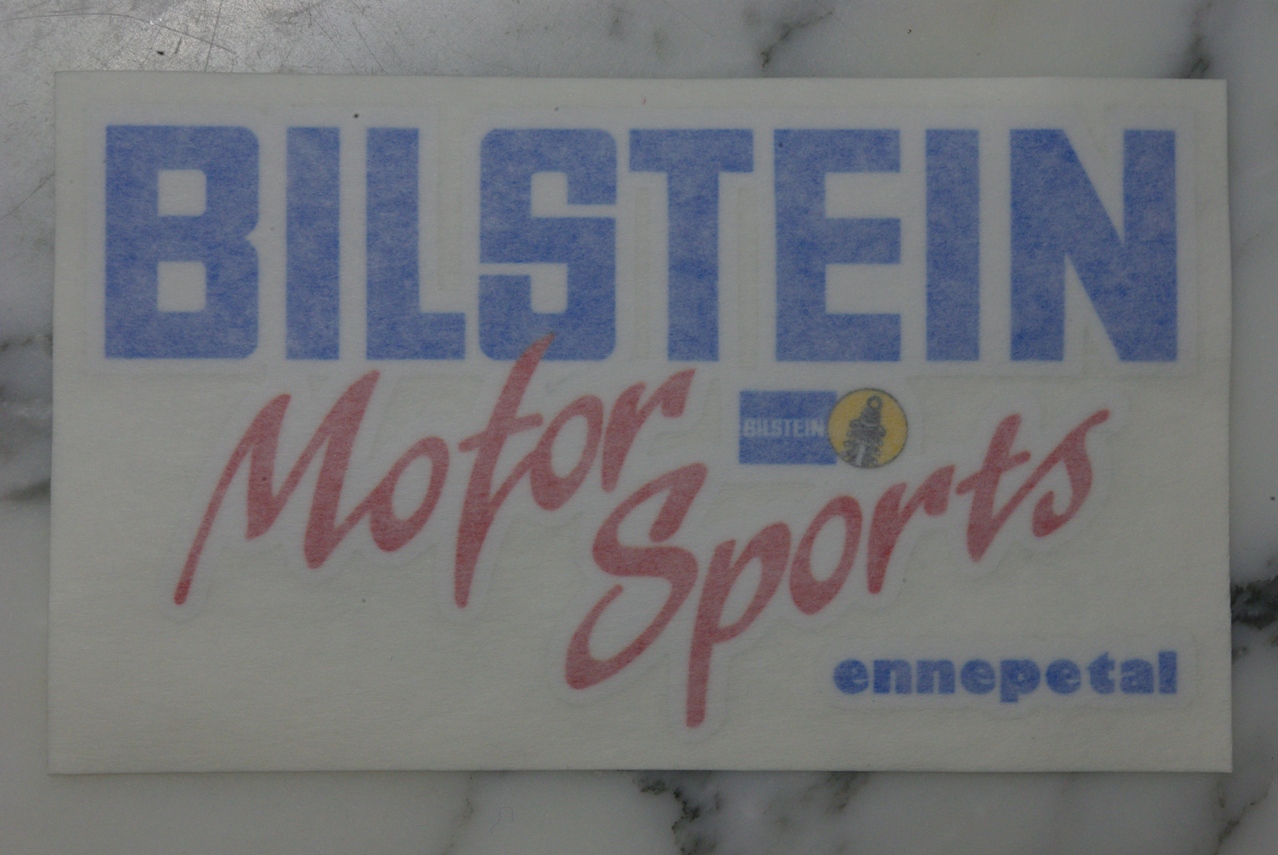 BILSTEIN
Motor
BILSTEIN
Sports
ennepetal